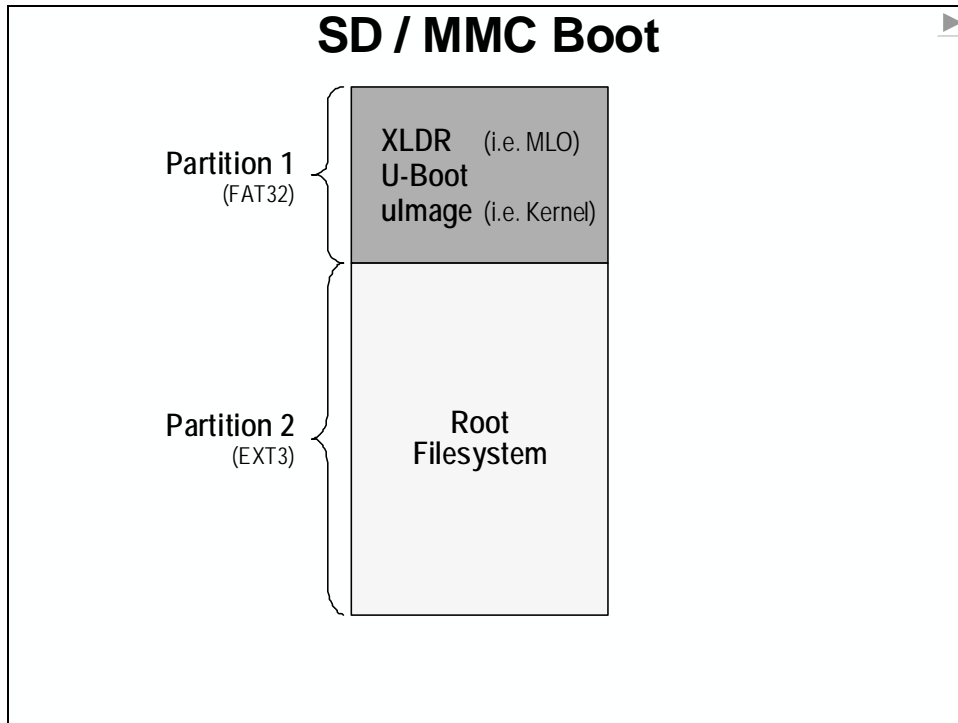 SD / MMC Boot
Partition 1
(FAT32)
XLDR (i.e. MLO)
U-Boot
uImage (i.e. Kernel)
Partition 2
(EXT3)
Root
Filesystem